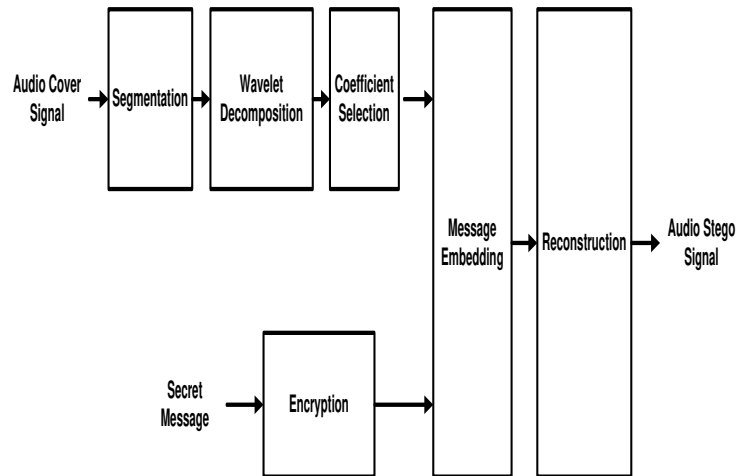 Audio Cover
Signal
Segmentation
Wavelet
Decomposition
Coefficient
Selection
Message
Embedding
Reconstruction
Audio Stego
Signal
Secret
Message
Encryption